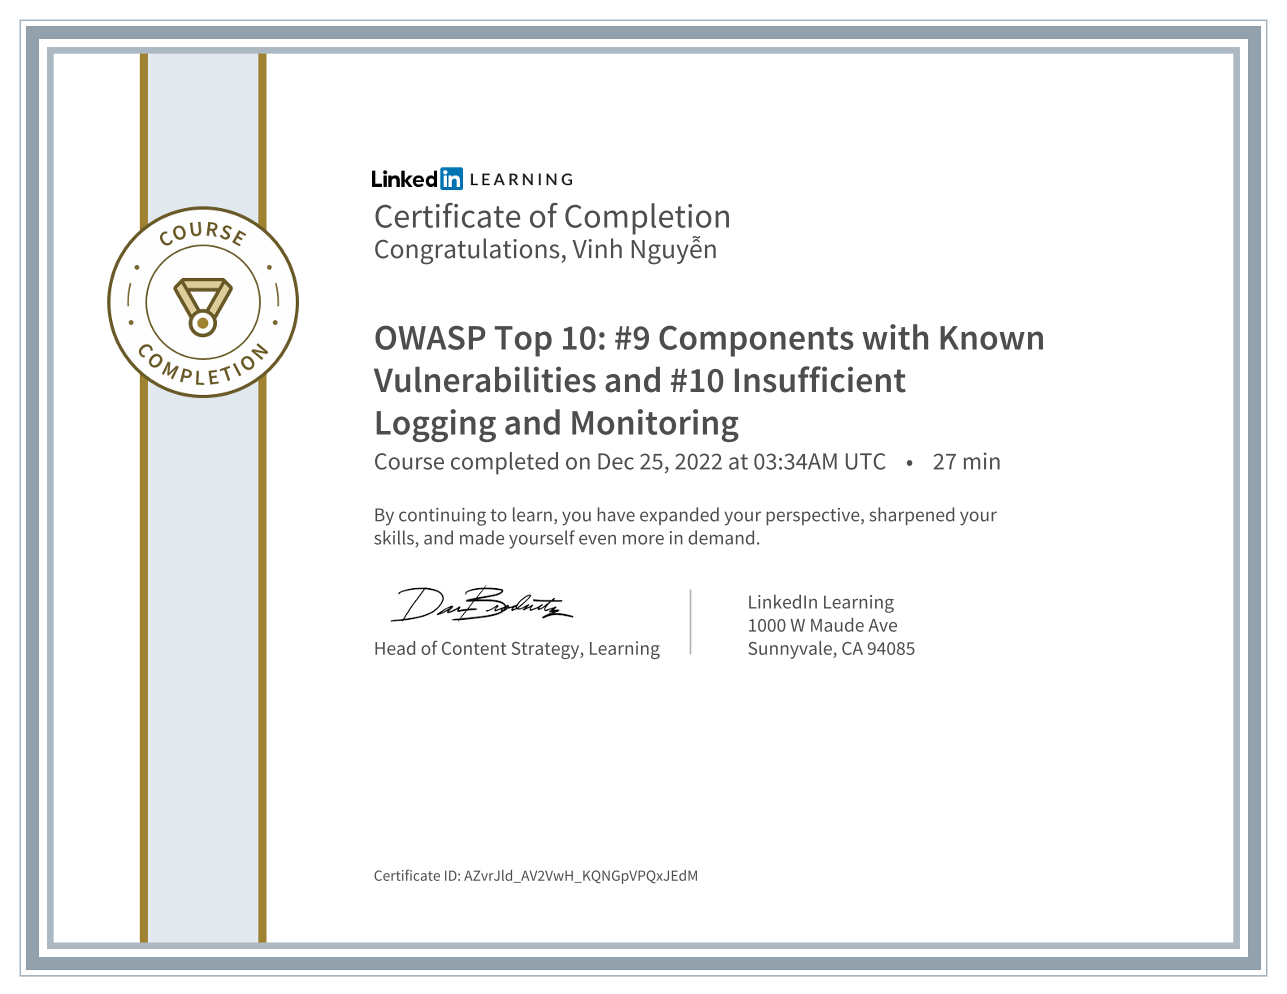 COURSE
COMPLETION
Linked in LEARNING
Certificate of Completion
Congratulations, Vinh Nguyễn
OWASP Top 10: #9 Components with Known
Vulnerabilities and #10 Insufficient
Logging and Monitoring
Course completed on Dec 25, 2022 at 03:34AM UTC • 27 min
By continuing to learn, you have expanded your perspective, sharpened your
skills, and made yourself even more in demand.
Head of Content Strategy, Learning
LinkedIn Learning
1000 W Maude Ave
Sunnyvale, CA 94085
Certificate ID: AZvrJld_AV2VwH_KQNGpVPQxJEdM